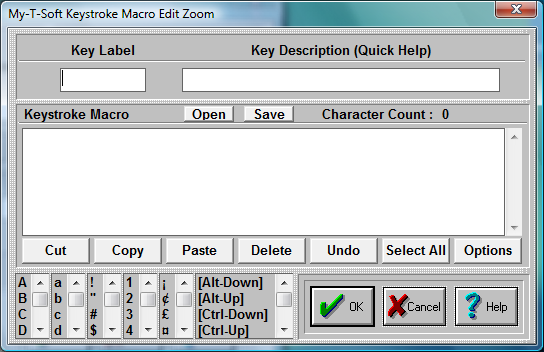 My-T-Soft Keystroke Macro Edit Zoom
Key Label Key Description (Quick Help)
Keystroke Macro Open Save Character Count : 0
Cut Copy Paste Delete Undo Select All Options
A a ! 1 ¡ [Alt-Down]
B b " 2 ¢ [Alt-Up]
C c # 3 £ [Ctrl-Down]
D d $ 4 ¤ [Ctrl-Up]
OK Cancel ? Help